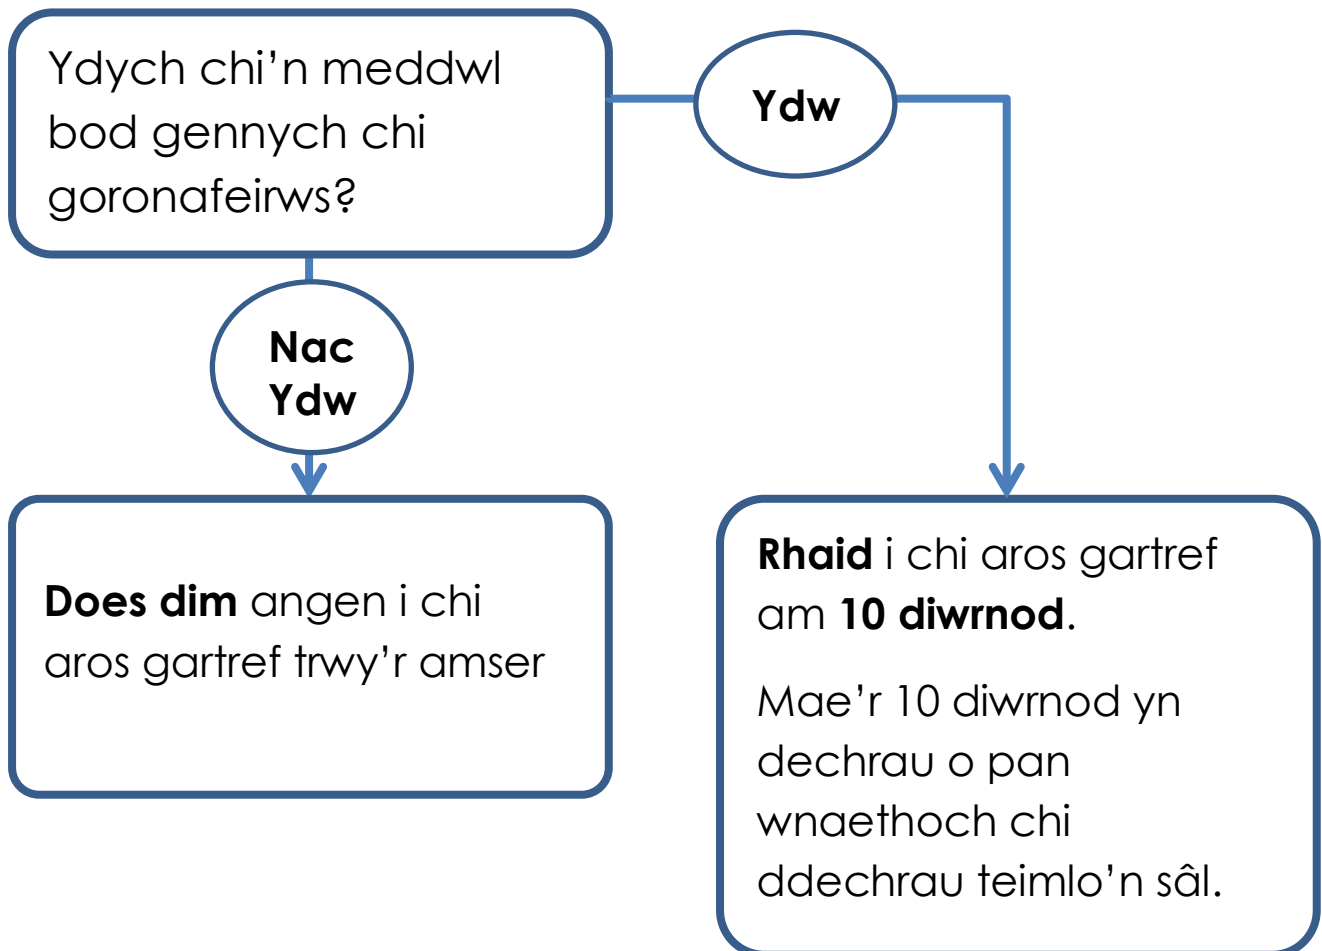 Ydych chi’n meddwl
bod gennych chi
goronafeirws?
Ydw
Nac
Ydw
Does dim angen i chi
aros gartref trwy’r amser
Rhaid i chi aros gartref
am 10 diwrnod.
Mae’r 10 diwrnod yn
dechrau o pan
wnaethoch chi
ddechrau teimlo’n sâl.